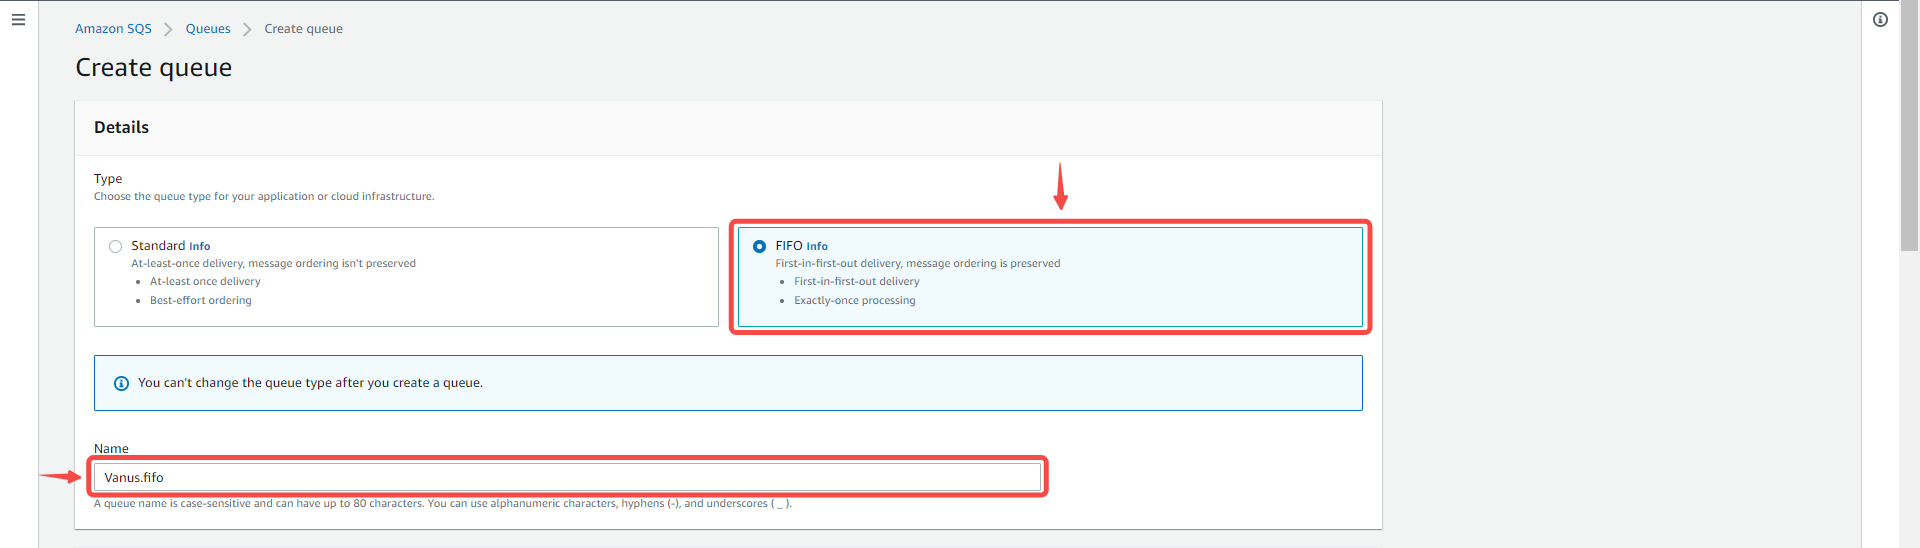 Amazon SQS > Queues > Create queue
Create queue
Details
Type
Choose the queue type for your application or cloud infrastructure.
Standard Info
At-least-once delivery, message ordering isn't preserved
• At-least once delivery
• Best-effort ordering
FIFO Info
First-in-first-out delivery, message ordering is preserved
• First-in-first-out delivery
• Exactly-once processing
You can't change the queue type after you create a queue.
Name
Vanus.fifo
A queue name is case-sensitive and can have up to 80 characters. You can use alphanumeric characters, hyphens (-), and underscores ( _ ).